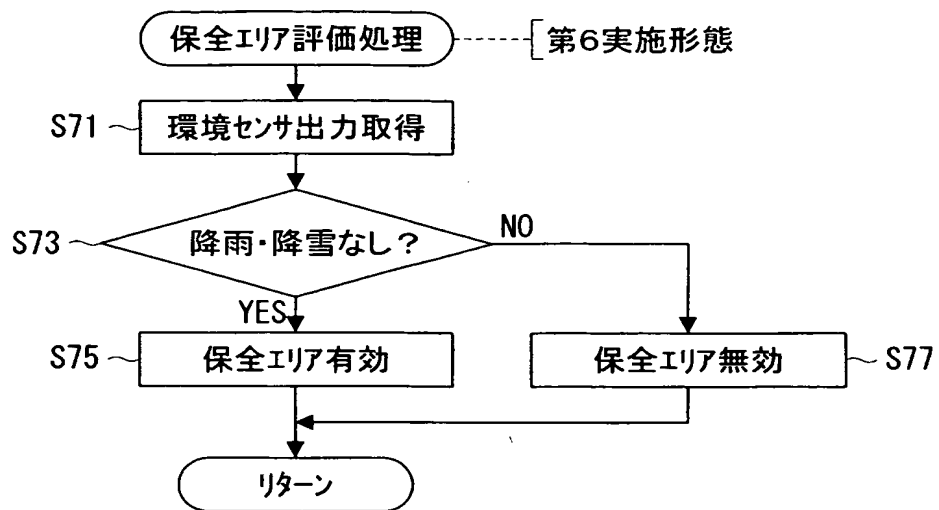 保全エリア評価処理
第6実施形態
S71
環境センサ出力取得
S73
降雨・降雪なし?
NO
YES
S75
保全エリア有効
保全エリア無効
S77
リターン